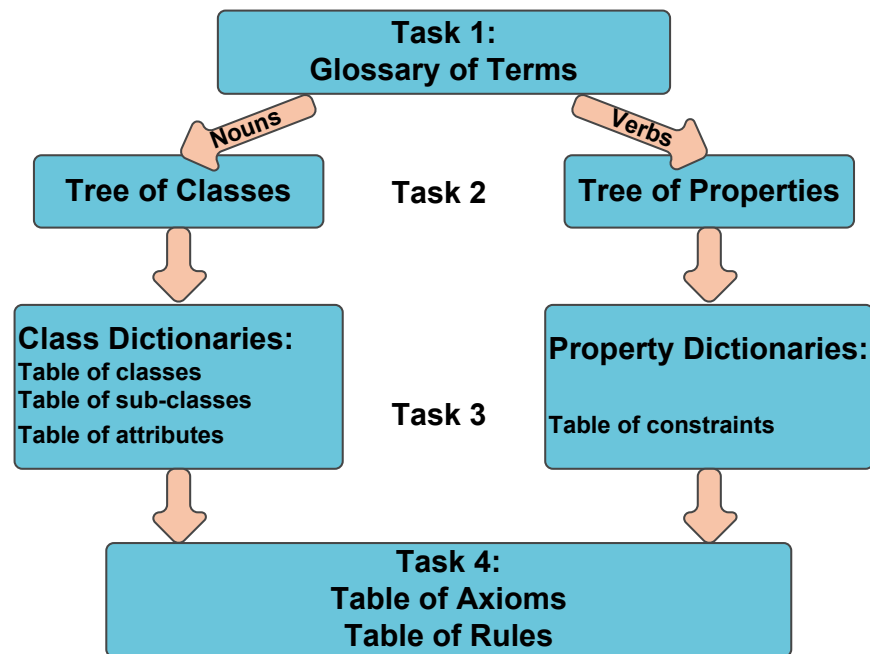 Task 1:
Glossary of Terms
Nouns
Verbs
Tree of Classes
Task 2
Tree of Properties
Class Dictionaries:
Table of classes
Table of sub-classes
Table of attributes
Task 3
Property Dictionaries:
Table of constraints
Task 4:
Table of Axioms
Table of Rules